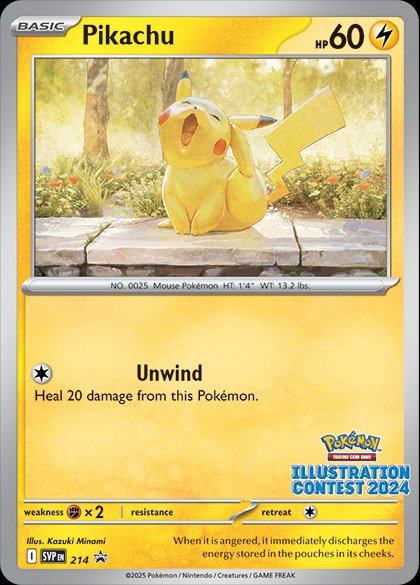 BASIC
Pikachu
HP 60
NO. 0025 Mouse Pokémon HT: 1'4" WT: 13.2 lbs.
Unwind
Heal 20 damage from this Pokémon.
Pokémon
TRADING CARD GAME
ILLUSTRATION
CONTEST 2024
weakness ×2 resistance retreat
Illus. Kazuki Minami
When it is angered, it immediately discharges the
energy stored in the pouches in its cheeks.
I SVP EN 214
©2025 Pokémon / Nintendo / Creatures / GAME FREAK